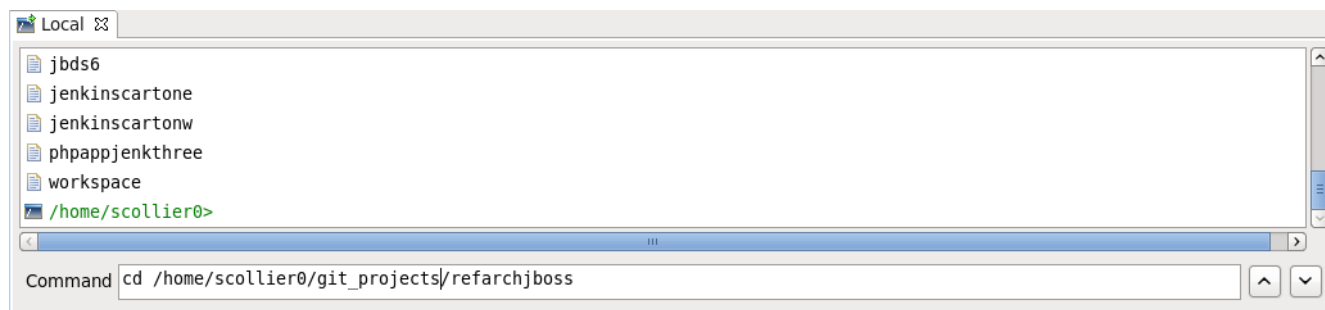 Local
jbds6
jenkinscartone
jenkinscartonw
phpappjenkthree
workspace
/home/scollier0>
Command cd /home/scollier0/git_projects/refarchjboss